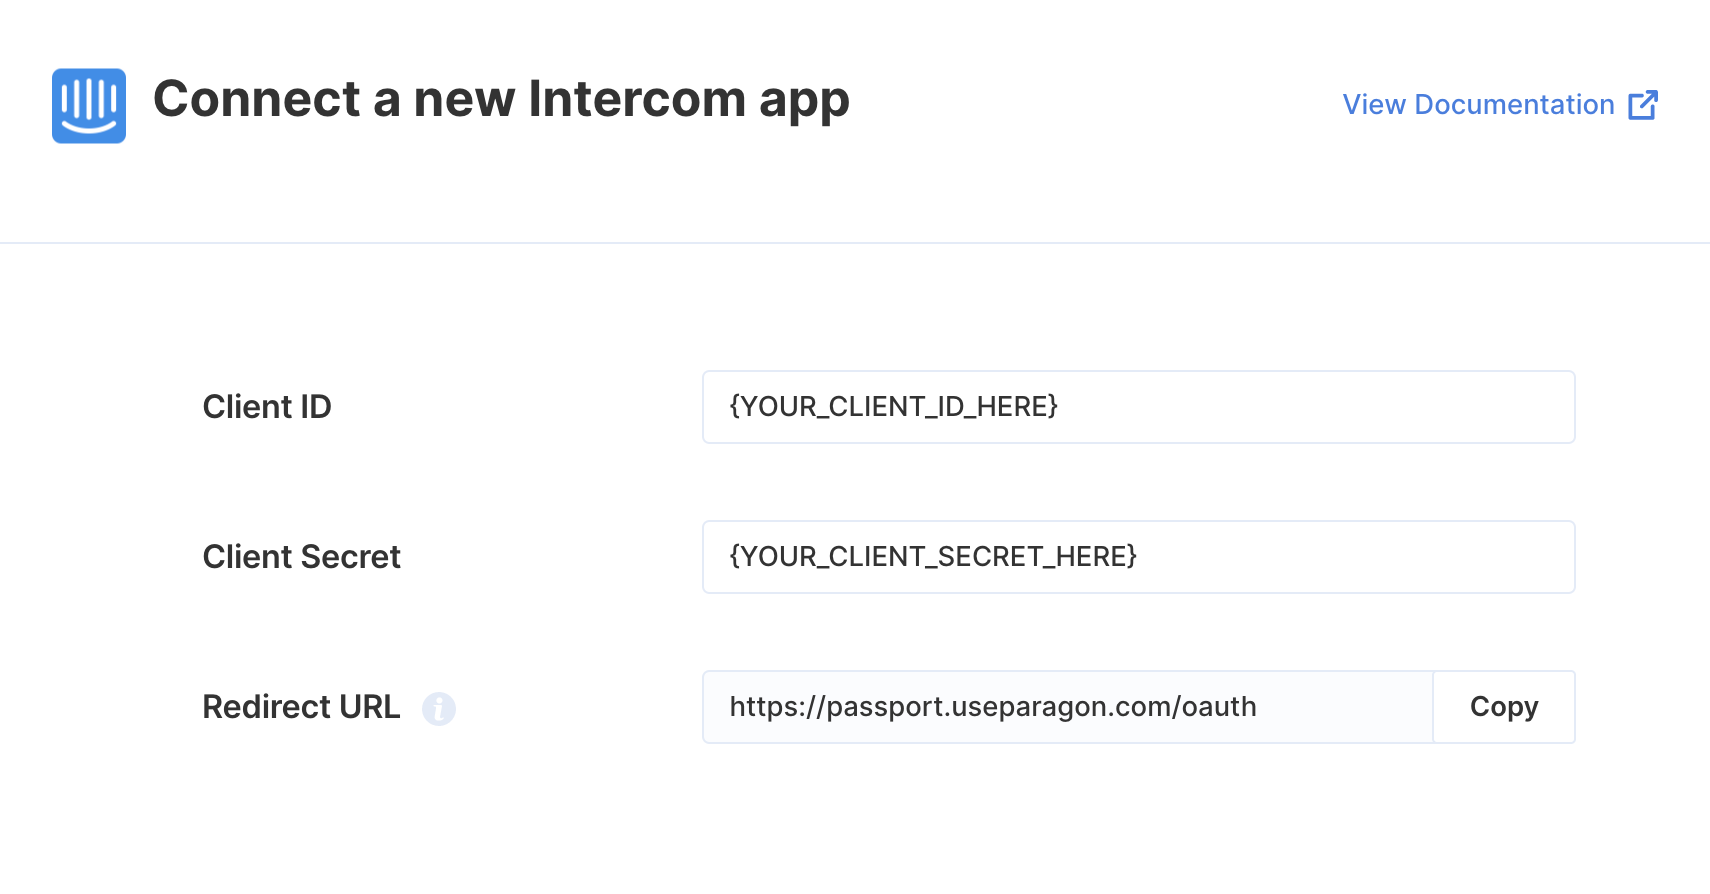 Connect a new Intercom app
View Documentation
Client ID
{YOUR_CLIENT_ID_HERE}
Client Secret
{YOUR_CLIENT_SECRET_HERE}
Redirect URL i
https://passport.useparagon.com/oauth
Copy